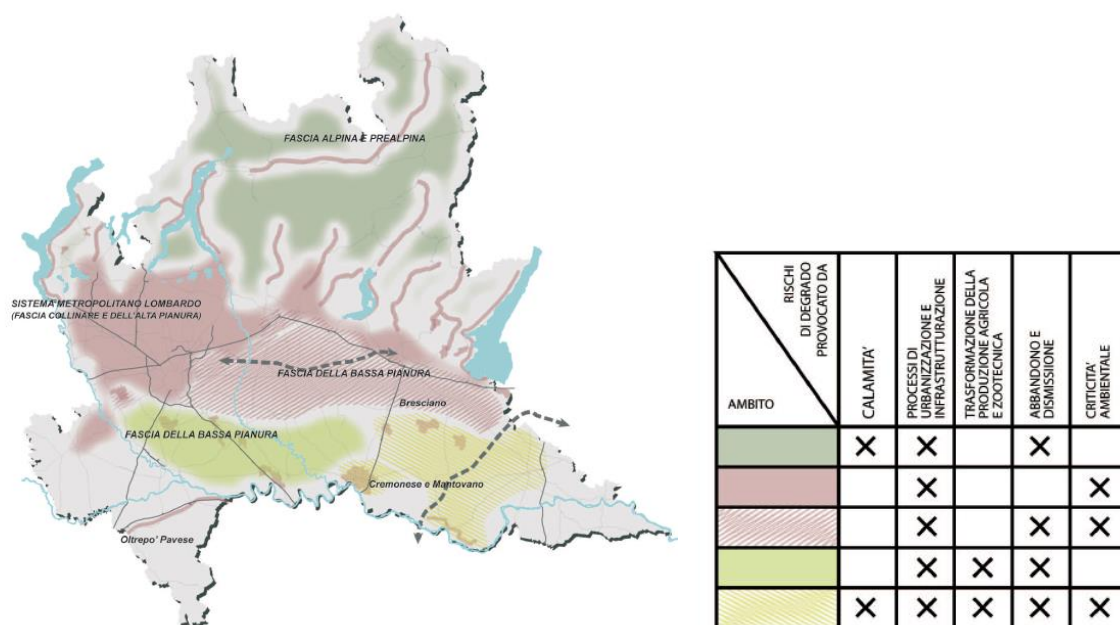 FASCIA ALPINA E PREALPINA
SISTEMA METROPOLITANO LOMBARDO
(FASCIA COLLINARE E DELL'ALTA PIANURA)
FASCIA DELLA BASSA PIANURA
Bresciano
FASCIA DELLA BASSA PIANURA
Cremonese e Mantovano
Oltrepo' Pavese
RISCHI
DI DEGRADO
PROVOCATO DA
AMBITO
CALAMITA'
PROCESSI DI
URBANIZZAZIONE E
INFRASTRUTTURAZIONE
TRASFORMAZIONE DELLA
PRODUZIONE AGRICOLA
E ZOOTECNICA
ABBANDONO E
DISMISSIIONE
CRITICITA'
AMBIENTALE
X X X
X X
X X X
X X X
X X X X X